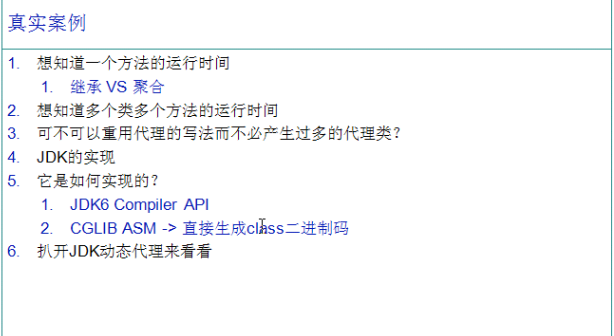 真实案例
1. 想知道一个方法的运行时间
1. 继承 VS 聚合
2. 想知道多个类多个方法的运行时间
3. 可不可以重用代理的写法而不必产生过多的代理类?
4. JDK的实现
5. 它是如何实现的?
1. JDK6 Compiler API
2. CGLIB ASM -> 直接生成class二进制码
6. 扒开JDK动态代理来看看